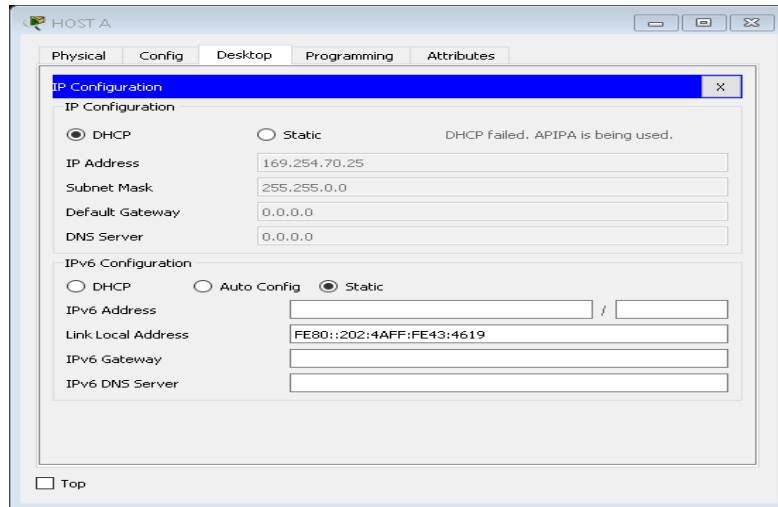 HOST A
Physical Config Desktop Programming Attributes
IP Configuration X
IP Configuration
DHCP Static DHCP failed. APIPA is being used.
IP Address 169.254.70.25
Subnet Mask 255.255.0.0
Default Gateway 0.0.0.0
DNS Server 0.0.0.0
IPv6 Configuration
DHCP Auto Config Static
IPv6 Address /
Link Local Address FE80::202:4AFF:FE43:4619
IPv6 Gateway
IPv6 DNS Server
Top